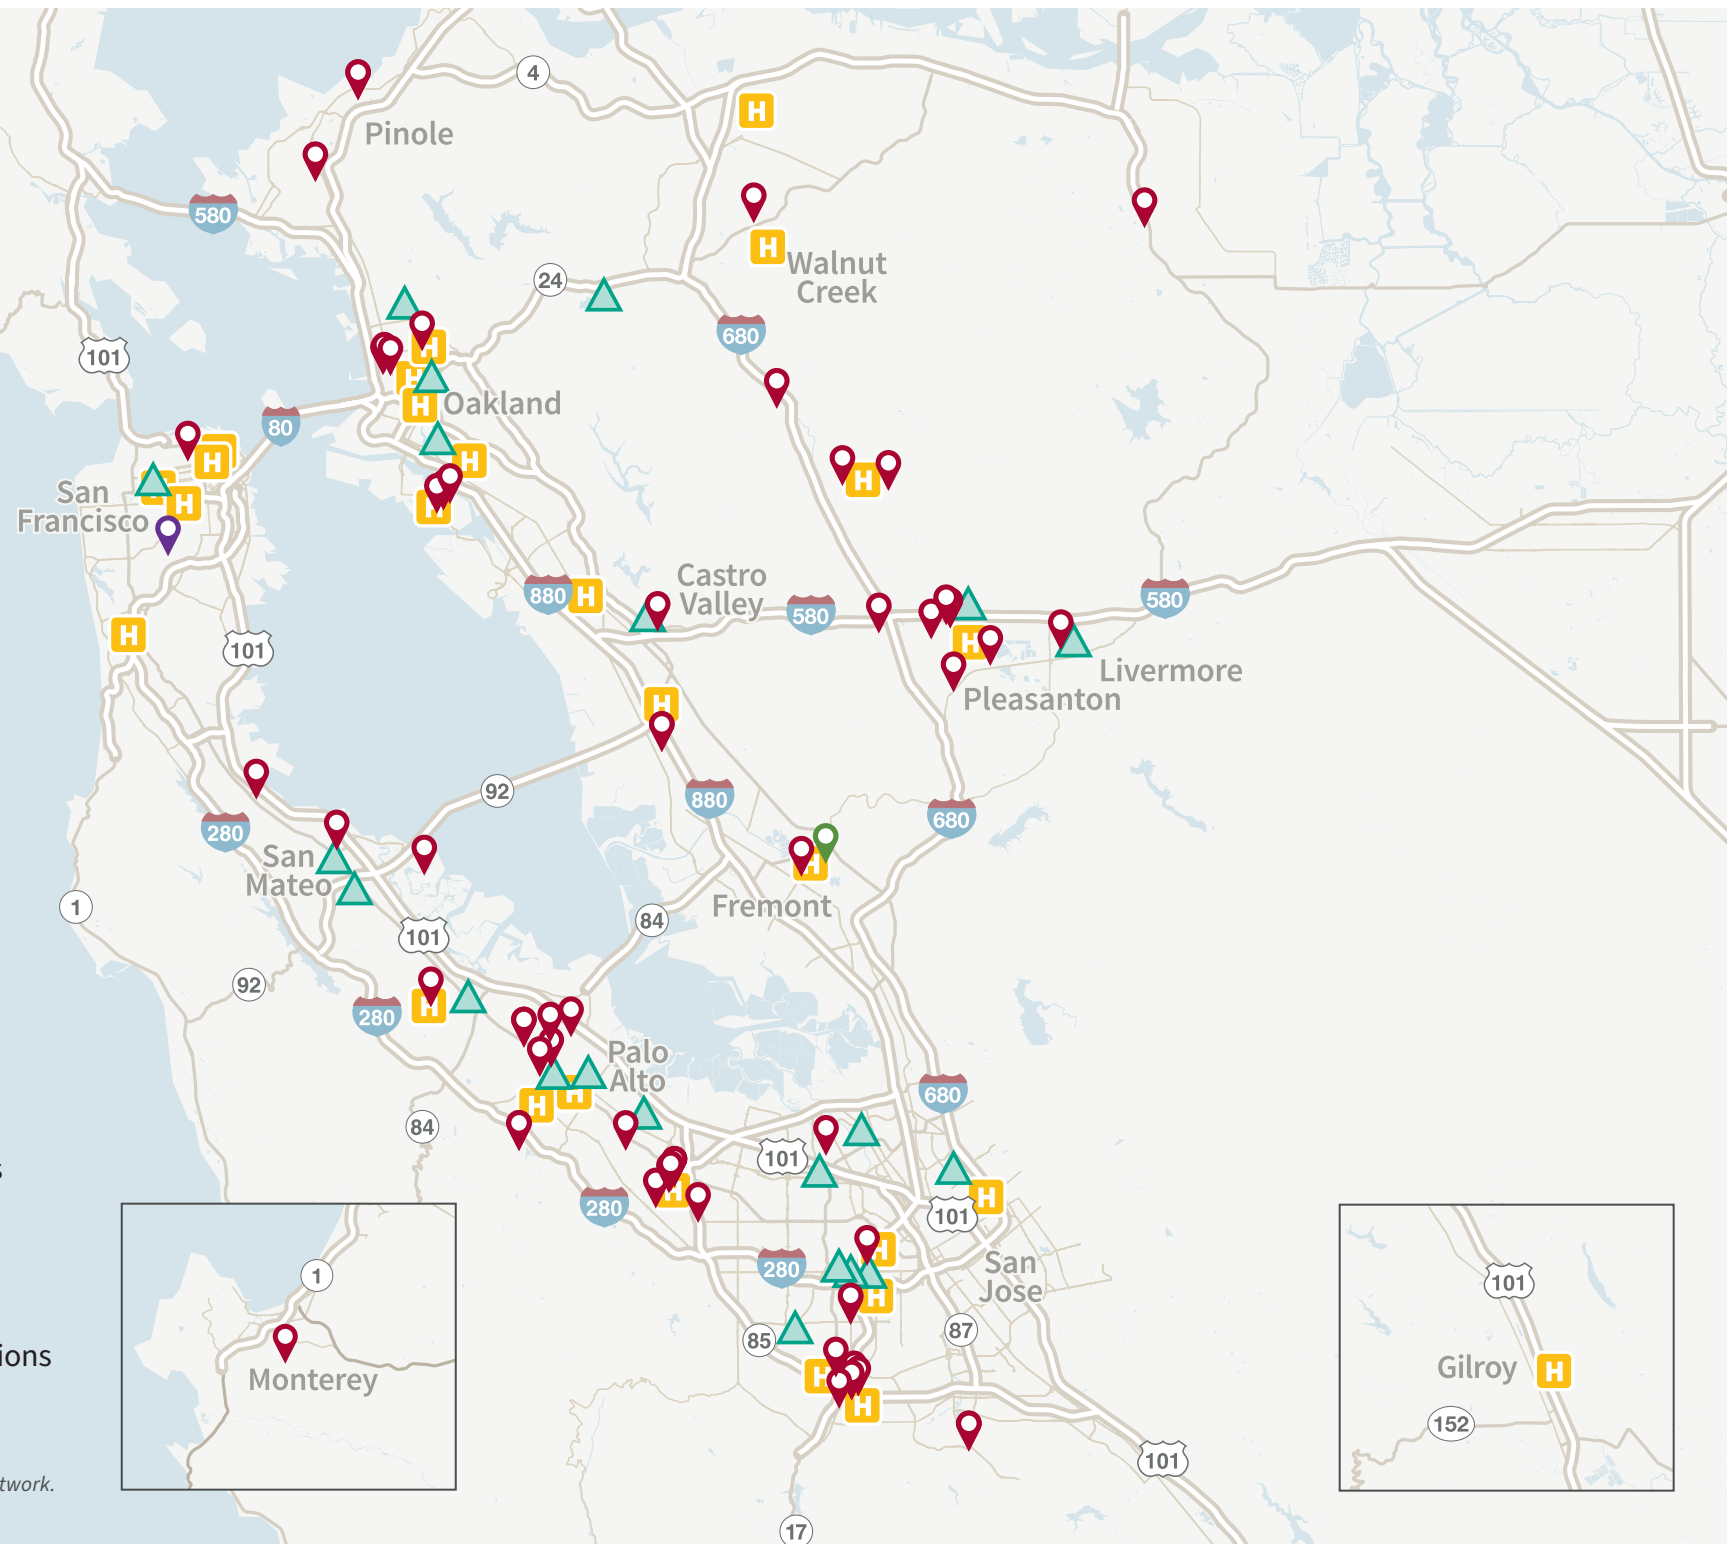 4
H
Pinole
580
H
Walnut
Creek
24
680
101
H
H
H
Oakland
80
H
H
San
Francisco
H
H
H
H
Castro
Valley
880
H
580
580
H
101
H
Livermore
Pleasanton
H
92
880
680
280
San
Mateo
H
1
Fremont
84
101
92
280
H
Palo
Alto
H
H
680
84
101
H
280
H
101
280
H
San
Jose
H
85
87
H
H
101
17
1
Monterey
101
Gilroy
H
152
s
ions
twork.